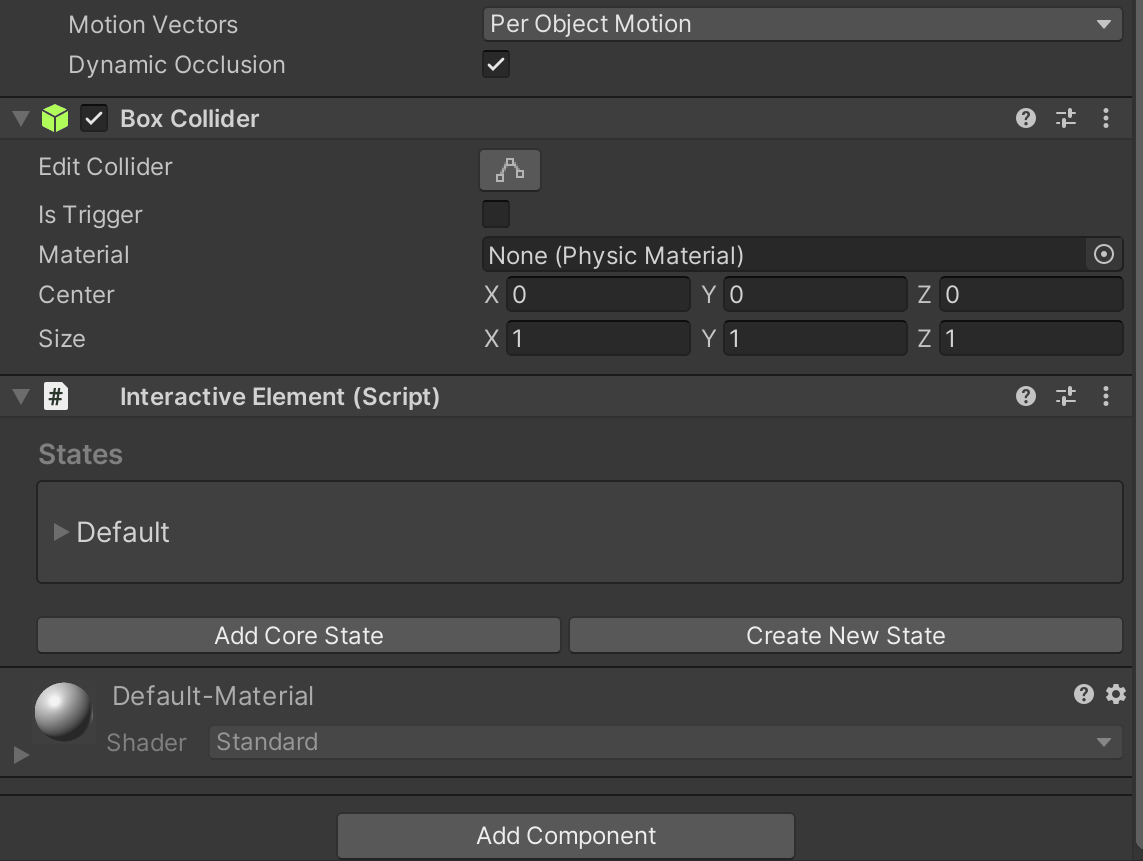 Motion Vectors Per Object Motion
Dynamic Occlusion
Box Collider
Edit Collider
Is Trigger
Material None (Physic Material)
Center X 0 Y 0 Z 0
Size X 1 Y 1 Z 1
# Interactive Element (Script)
States
Default
Add Core State Create New State
Default-Material
Shader Standard
Add Component